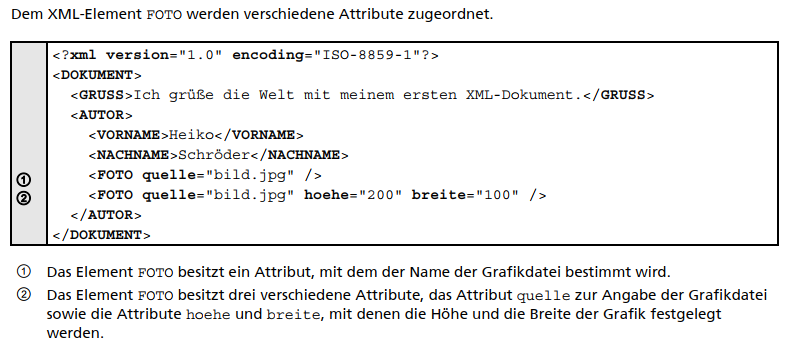 Dem XML-Element FOTO werden verschiedene Attribute zugeordnet.
<?xml version="1.0" encoding="ISO-8859-1"?>
<DOKUMENT>
<GRUSS>Ich grüße die Welt mit meinem ersten XML-Dokument.</GRUSS>
<AUTOR>
<VORNAME>Heiko</VORNAME>
<NACHNAME>Schröder</NACHNAME>
① <FOTO quelle="bild.jpg" />
② <FOTO quelle="bild.jpg" hoehe="200" breite="100" />
</AUTOR>
</DOKUMENT>
① Das Element FOTO besitzt ein Attribut, mit dem der Name der Grafikdatei bestimmt wird.
② Das Element FOTO besitzt drei verschiedene Attribute, das Attribut quelle zur Angabe der Grafikdatei
sowie die Attribute hoehe und breite, mit denen die Höhe und die Breite der Grafik festgelegt
werden.